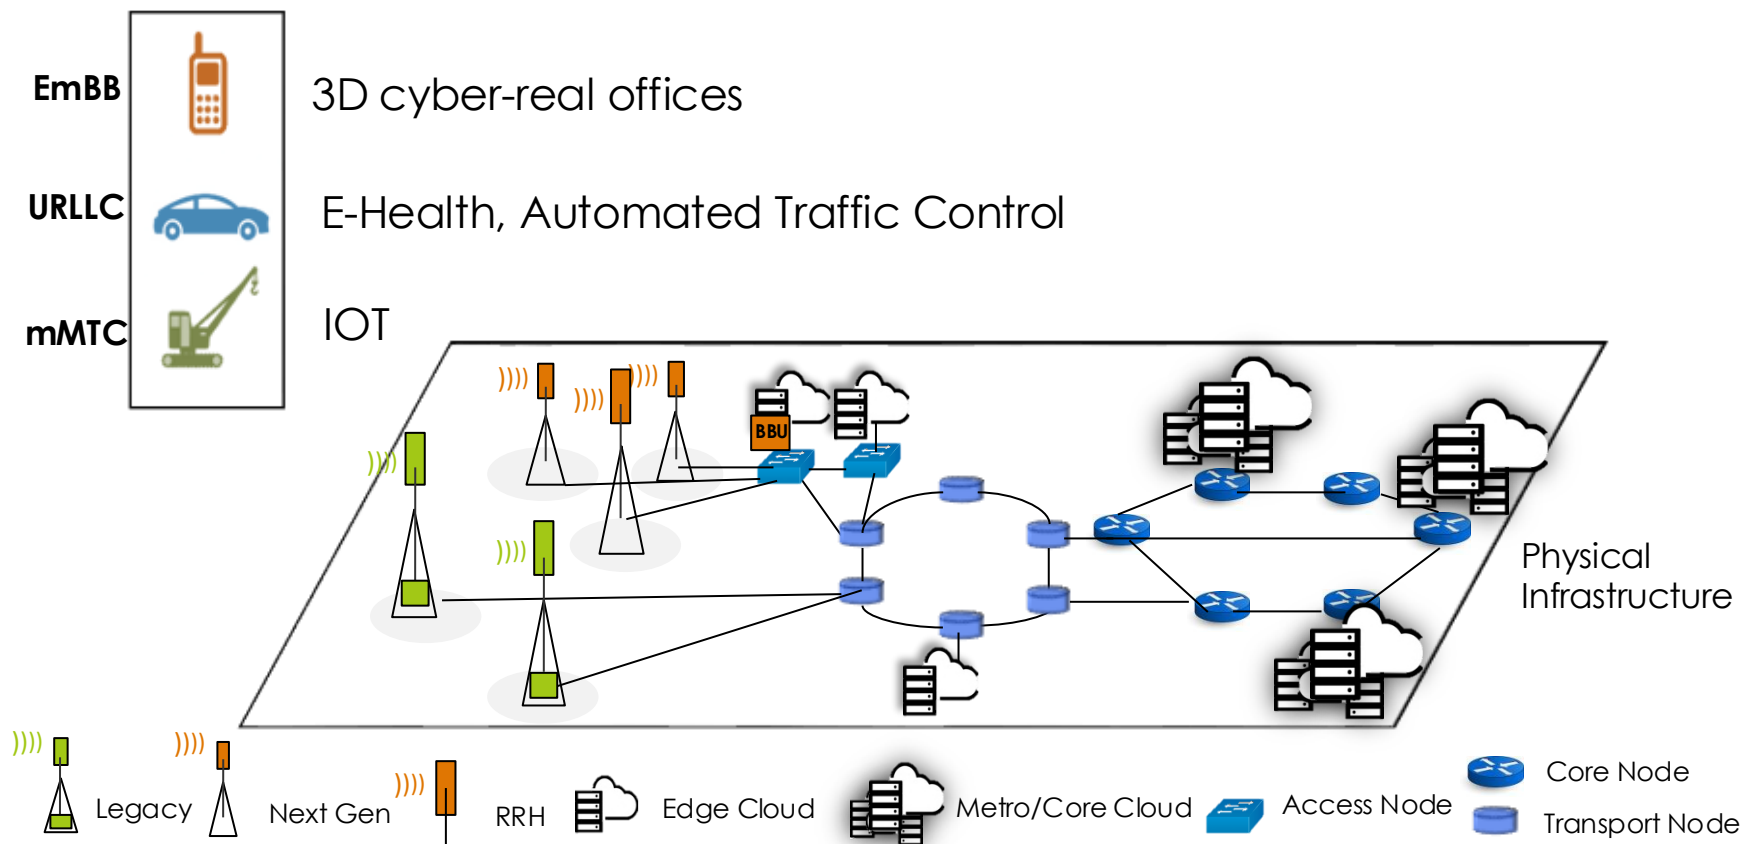 EmBB
3D cyber-real offices
URLLC
E-Health, Automated Traffic Control
mMTC
IOT
BBU
Physical
Infrastructure
Legacy
Next Gen
RRH
Edge Cloud
Metro/Core Cloud
Access Node
Core Node
Transport Node